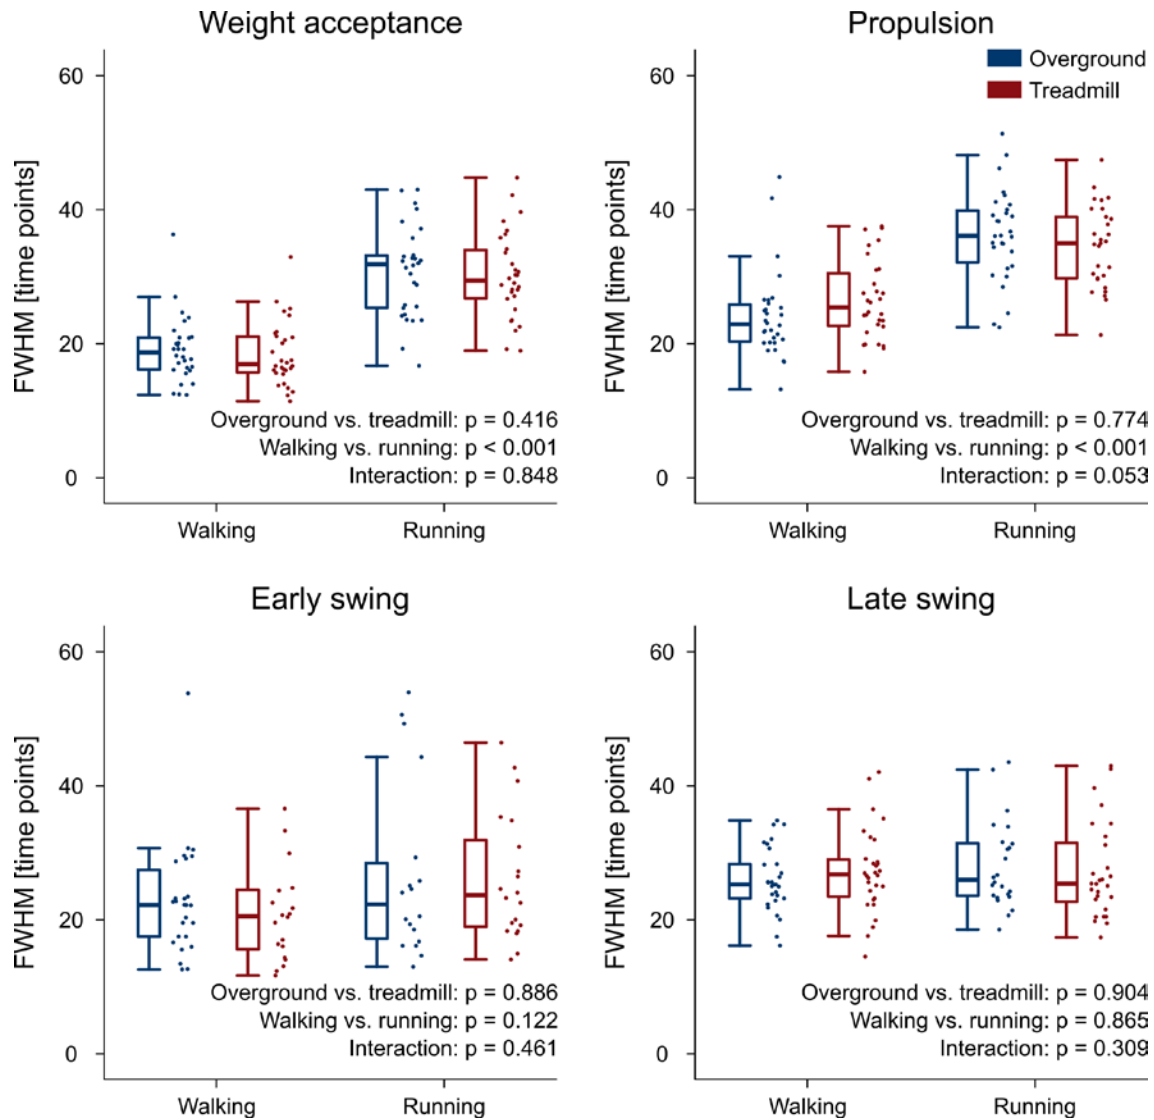 Weight acceptance
FWHM [time points]
60
40
20
0
Overground vs. treadmill: p = 0.416
Walking vs. running: p < 0.001
Interaction: p = 0.848
Walking
Running
Propulsion
Overground
Treadmill
FWHM [time points]
60
40
20
0
Overground vs. treadmill: p = 0.774
Walking vs. running: p < 0.001
Interaction: p = 0.053
Walking
Running
Early swing
FWHM [time points]
60
40
20
0
Overground vs. treadmill: p = 0.886
Walking vs. running: p = 0.122
Interaction: p = 0.461
Walking
Running
Late swing
FWHM [time points]
60
40
20
0
Overground vs. treadmill: p = 0.904
Walking vs. running: p = 0.865
Interaction: p = 0.309
Walking
Running